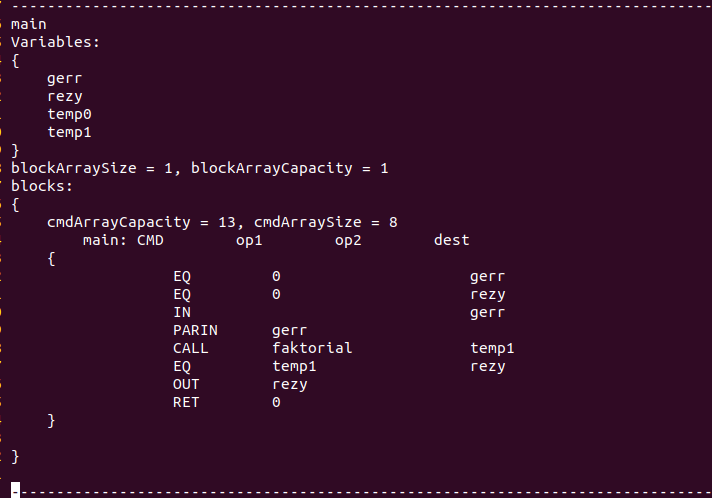 ------------------------------------------------------------------------------
main
Variables:
{
    gerr
    rezy
    temp0
    temp1
}
blockArraySize = 1, blockArrayCapacity = 1
blocks:
{
    cmdArrayCapacity = 13, cmdArraySize = 8
        main: CMD        op1        op2        dest
    {
                  EQ         0                     gerr
                  EQ         0                     rezy
                  IN                               gerr
                  PARIN      gerr
                  CALL       faktorial             temp1
                  EQ         temp1                 rezy
                  OUT        rezy
                  RET        0
    }
}
------------------------------------------------------------------------------